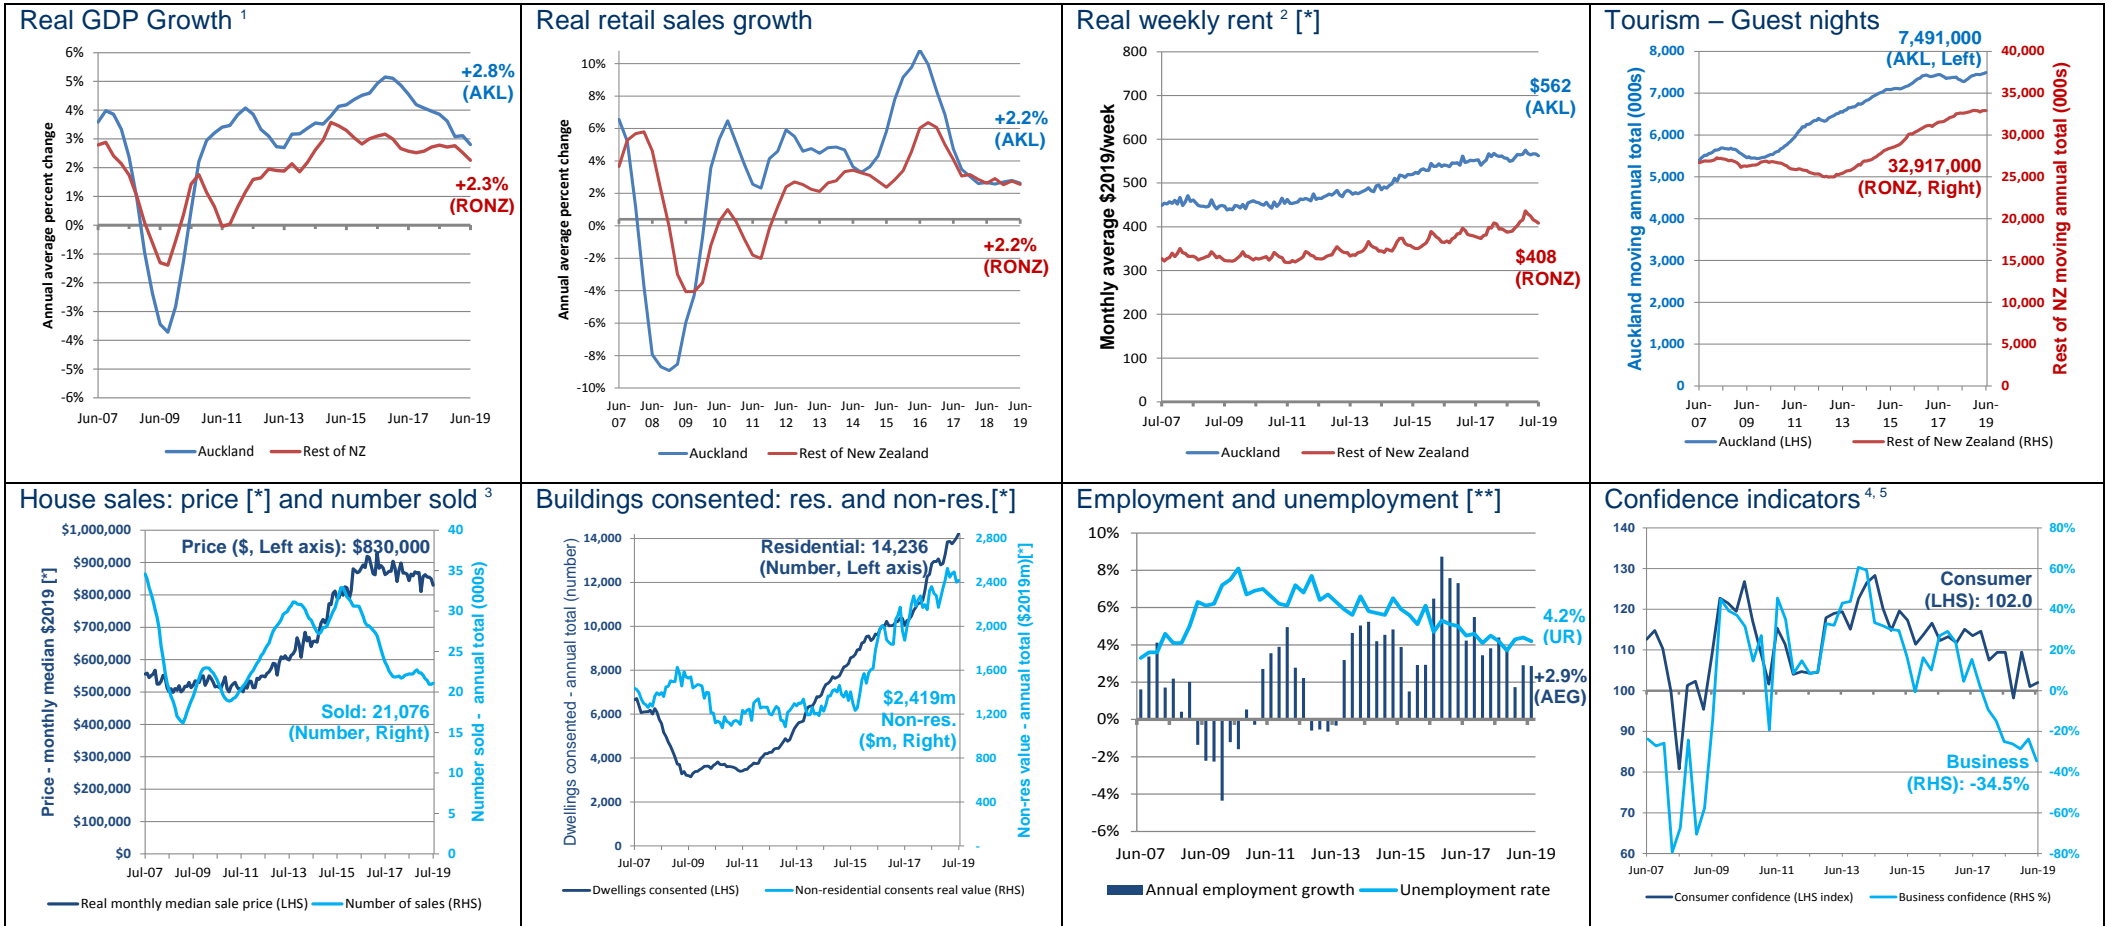 Real GDP Growth 1
6%
5%
4%
3%
2%
1%
0%
-1%
-2%
-3%
-4%
-5%
-6%
Annual average percent change
+2.8%
(AKL)
+2.3%
(RONZ)
Jun-07 Jun-09 Jun-11 Jun-13 Jun-15 Jun-17 Jun-19
Auckland Rest of NZ
Real retail sales growth
10%
8%
6%
4%
2%
0%
-2%
-4%
-6%
-8%
-10%
Annual average percent change
+2.2%
(AKL)
+2.2%
(RONZ)
Jun- Jun- Jun- Jun- Jun- Jun- Jun- Jun- Jun- Jun- Jun- Jun- Jun-
07 08 09 10 11 12 13 14 15 16 17 18 19
Auckland Rest of New Zealand
Real weekly rent 2 [*]
800
700
600
500
400
300
200
100
0
Monthly average $2019/week
$562
(AKL)
$408
(RONZ)
Jul-07 Jul-09 Jul-11 Jul-13 Jul-15 Jul-17 Jul-19
Auckland Rest of New Zealand
Tourism – Guest nights
8,000
7,000
6,000
5,000
4,000
3,000
2,000
1,000
0
Auckland moving annual total (000s)
7,491,000
(AKL, Left)
32,917,000
(RONZ, Right)
40,000
35,000
30,000
25,000
20,000
15,000
10,000
5,000
0
Rest of NZ moving annual total (000s)
Jun- Jun- Jun- Jun- Jun- Jun- Jun-
07 09 11 13 15 17 19
Auckland (LHS) Rest of New Zealand (RHS)
House sales: price [*] and number sold 3
$1,000,000
$900,000
$800,000
$700,000
$600,000
$500,000
$400,000
$300,000
$200,000
$100,000
$0
Price - monthly median $2019 [*]
Price ($, Left axis): $830,000
Sold: 21,076
(Number, Right)
40
35
30
25
20
15
10
5
0
Number sold - annual total (000s)
Jul-07 Jul-09 Jul-11 Jul-13 Jul-15 Jul-17 Jul-19
Real monthly median sale price (LHS) Number of sales (RHS)
Buildings consented: res. and non-res.[*]
14,000
12,000
10,000
8,000
6,000
4,000
2,000
0
Dwellings consented - annual total (number)
Residential: 14,236
(Number, Left axis)
$2,419m
Non-res.
($m, Right)
2,800
2,400
2,000
1,600
1,200
800
400
-
Non-res value - annual total ($2019m)[*]
Jul-07 Jul-09 Jul-11 Jul-13 Jul-15 Jul-17 Jul-19
Dwellings consented (LHS) Non-residential consents real value (RHS)
Employment and unemployment [**]
10%
8%
6%
4%
2%
0%
-2%
-4%
-6%
4.2%
(UR)
+2.9%
(AEG)
Jun-07 Jun-09 Jun-11 Jun-13 Jun-15 Jun-17 Jun-19
Annual employment growth Unemployment rate
Confidence indicators 4, 5
140
130
120
110
100
90
80
70
60
Consumer
(LHS): 102.0
Business
(RHS): -34.5%
80%
60%
40%
20%
0%
-20%
-40%
-60%
-80%
Jun-07 Jun-09 Jun-11 Jun-13 Jun-15 Jun-17 Jun-19
Consumer confidence (LHS index) Business confidence (RHS %)